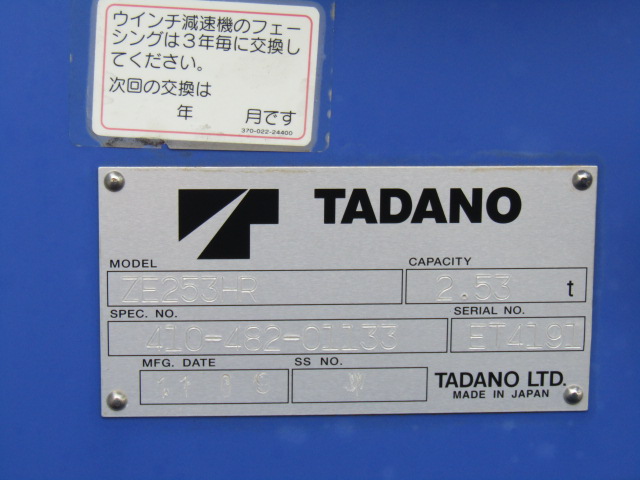 ウインチ減速機のフェー
シングは3年毎に交換し
てください。
次回の交換は
年 月です
370-022-24400
TADANO
MODEL CAPACITY
ZE253HR 2.53 t
SPEC. NO. SERIAL NO.
410-482-01133 ET4191
MFG. DATE SS NO.
TADANO LTD.
MADE IN JAPAN